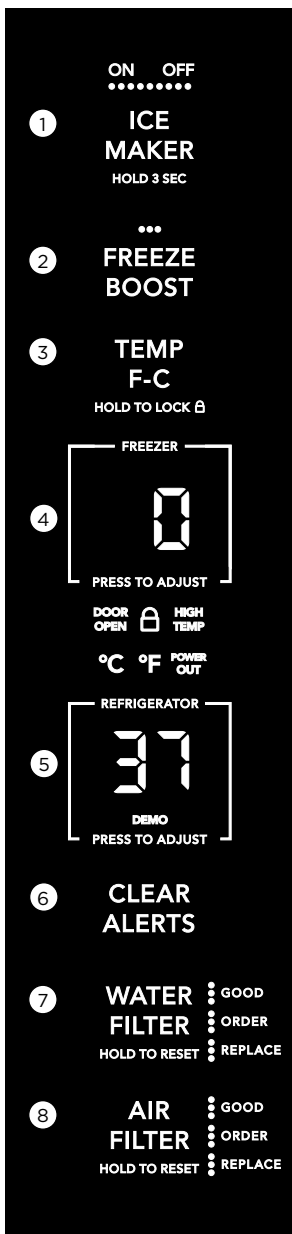 ON OFF
1 ICE
MAKER
HOLD 3 SEC
2 FREEZE
BOOST
3 TEMP
F-C
HOLD TO LOCK
FREEZER
4 0
PRESS TO ADJUST
DOOR OPEN HIGH TEMP
°C °F POWER OUT
REFRIGERATOR
5 37
DEMO
PRESS TO ADJUST
6 CLEAR
ALERTS
7 WATER FILTER
HOLD TO RESET
GOOD
ORDER
REPLACE
8 AIR FILTER
HOLD TO RESET
GOOD
ORDER
REPLACE